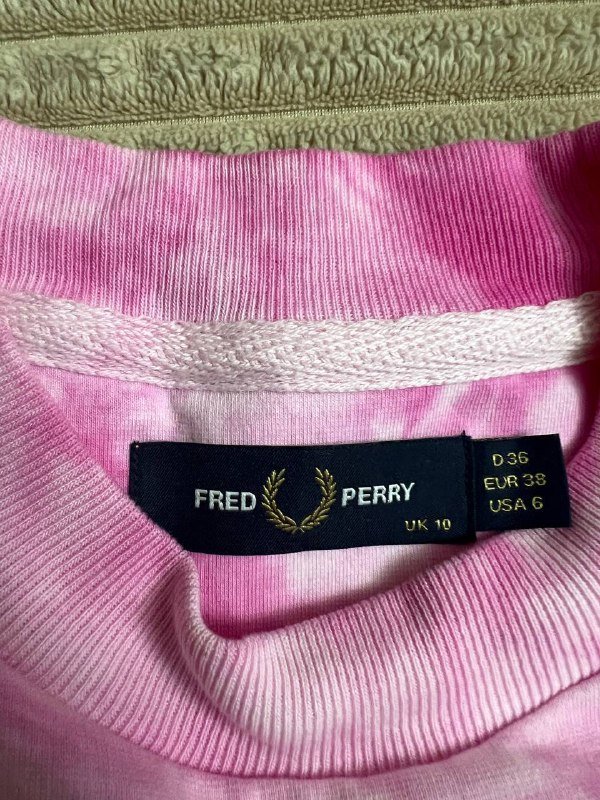 FRED PERRY
UK 10
D 36
EUR 38
USA 6